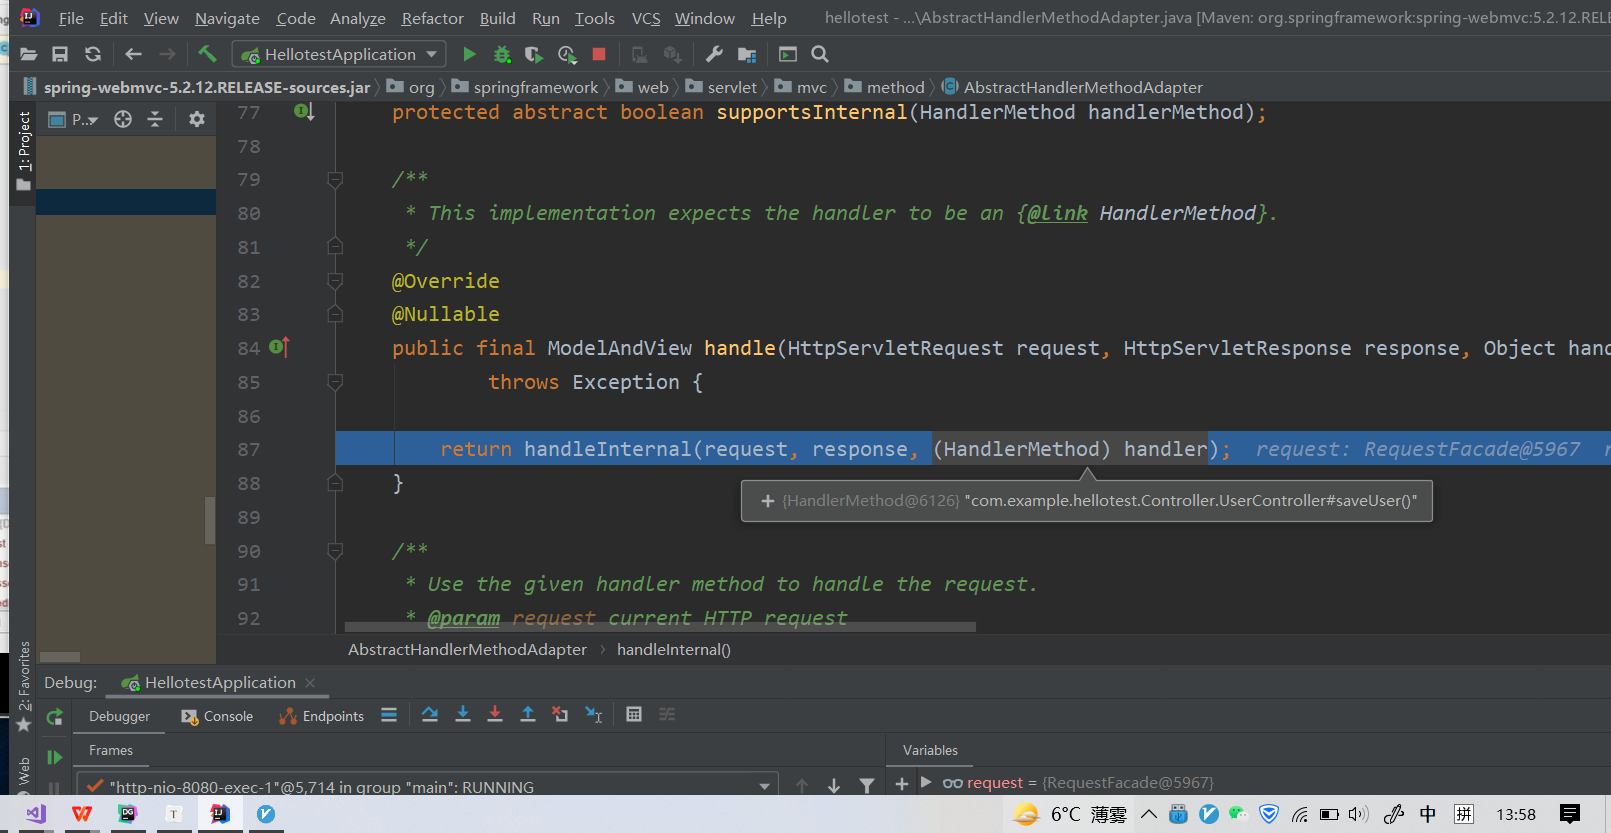 File Edit View Navigate Code Analyze Refactor Build Run Tools VCS Window Help hellotest - ...\AbstractHandlerMethodAdapter.java [Maven: org.springframework:spring-webmvc:5.2.12.RELE
HellotestApplication
spring-webmvc-5.2.12.RELEASE-sources.jar org springframework web servlet mvc method AbstractHandlerMethodAdapter
1: Project
P..
77 protected abstract boolean supportsInternal(HandlerMethod handlerMethod);
78
79 /**
80 * This implementation expects the handler to be an {@link HandlerMethod}.
81 */
82 @Override
83 @Nullable
84 public final ModelAndView handle(HttpServletRequest request, HttpServletResponse response, Object hand
85 throws Exception {
86
87 return handleInternal(request, response, (HandlerMethod) handler); request: RequestFacade@5967 r
88 }
+ {HandlerMethod@6126} "com.example.hellotest.Controller.UserController#saveUser()"
89
90 /**
91 * Use the given handler method to handle the request.
92 * @param request current HTTP request
AbstractHandlerMethodAdapter › handleInternal()
2: Favorites
Web
Debug: HellotestApplication
Debugger Console Endpoints
Frames Variables
"http-nio-8080-exec-1"@5,714 in group "main": RUNNING
request = {RequestFacade@5967}
6°C 薄雾 中 拼 13:58